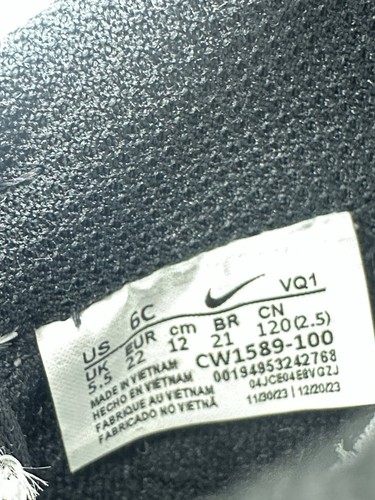 VQ1
US 6C
UK EUR cm BR CN
5.5 22 12 21 120(2.5)
MADE IN VIETNAM CW1589-100
HECHO EN VIETNAM 00194953242768
FABRIQUE AU VIETNAM 04JCE04E8VGZJ
FABRICADO NO VIETNÃ 11/30/23 | 12/20/23